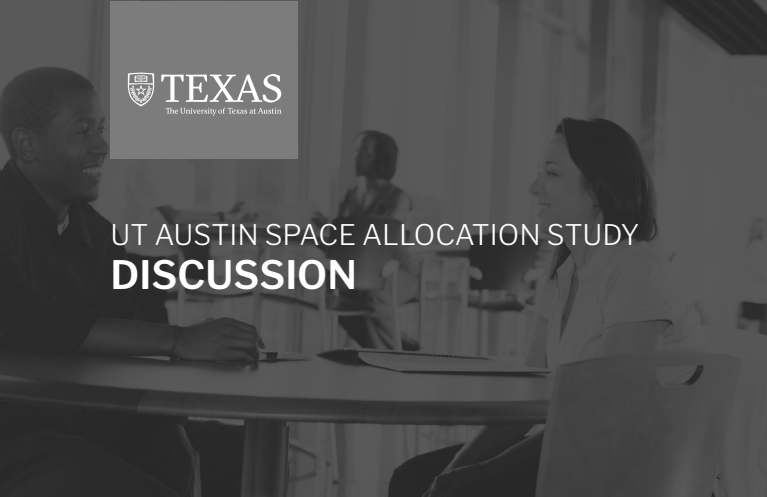 TEXAS
The University of Texas at Austin
UT AUSTIN SPACE ALLOCATION STUDY
DISCUSSION